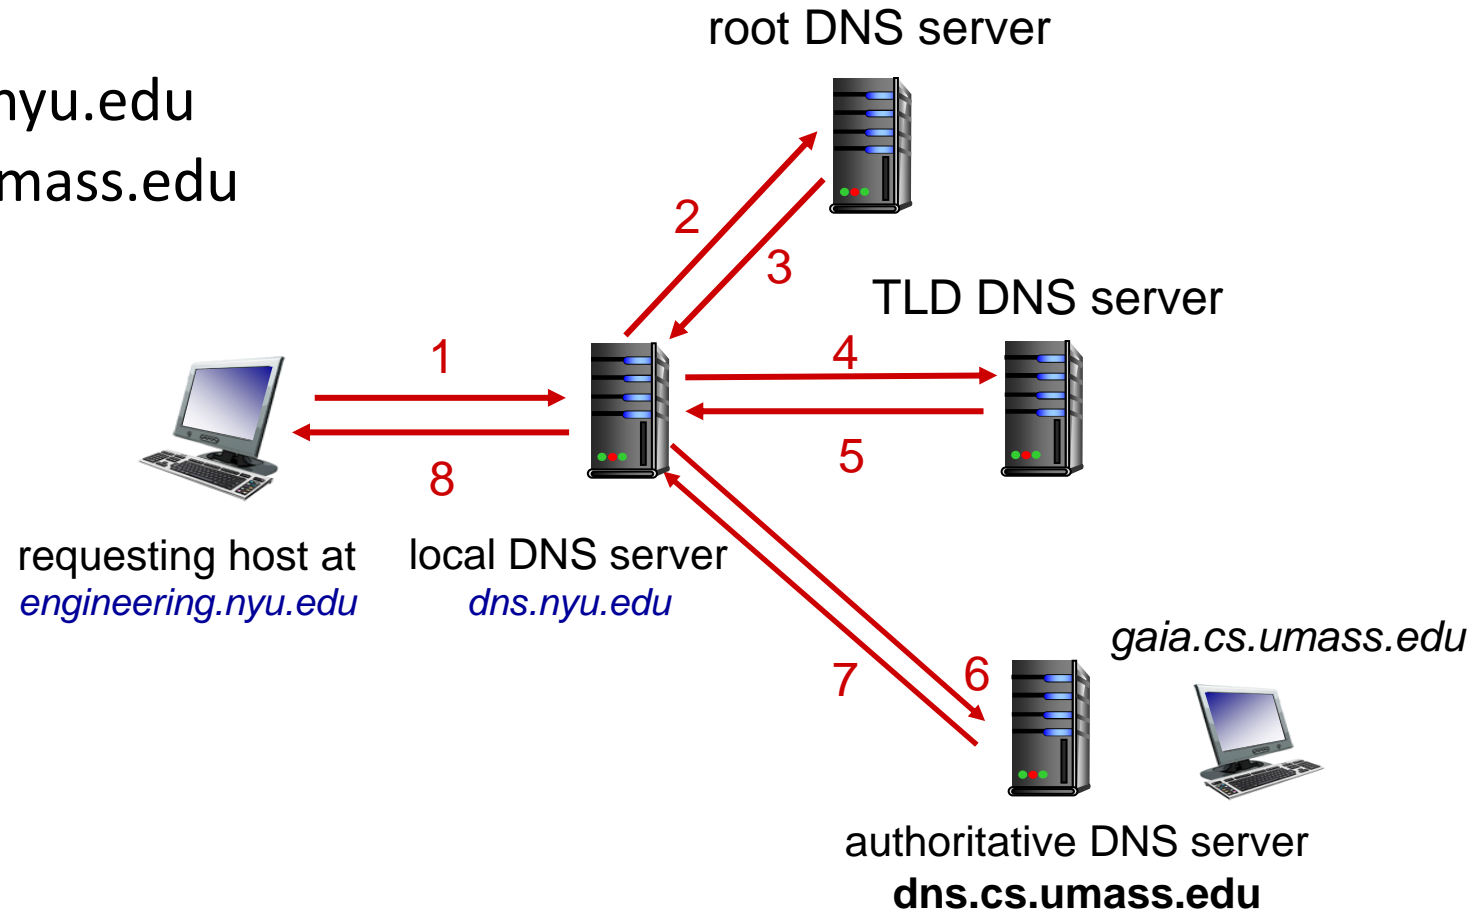 root DNS server
nyu.edu
mass.edu
2
3
TLD DNS server
1
4
8
5
requesting host at
engineering.nyu.edu
local DNS server
dns.nyu.edu
gaia.cs.umass.edu
7
6
authoritative DNS server
dns.cs.umass.edu